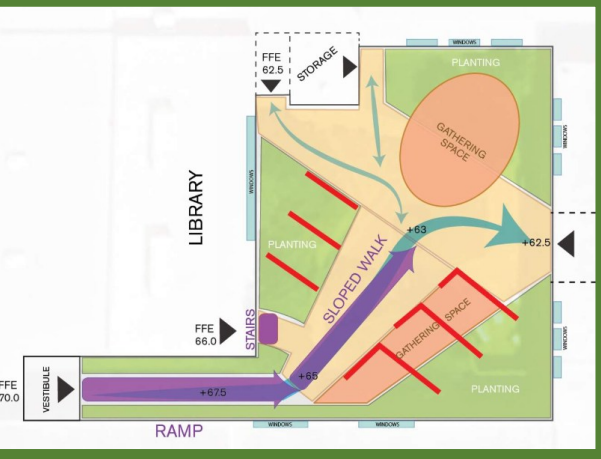 WINDOWS
FFE
62.5
STORAGE
PLANTING
GATHERING
SPACE
WINDOWS
WINDOWS
LIBRARY
PLANTING
SLOPED WALK
+63
+62.5
FFE
66.0
STAIRS
GATHERING SPACE
WINDOWS
FFE
70.0
VESTIBULE
+67.5
+65
PLANTING
RAMP
WINDOWS
WINDOWS